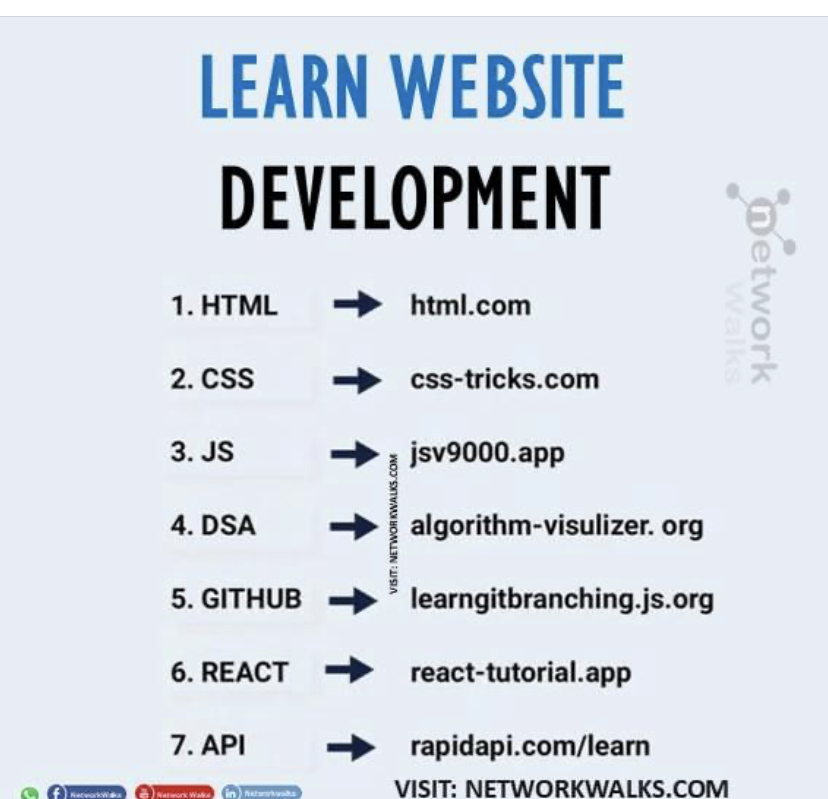 LEARN WEBSITE
DEVELOPMENT
1. HTML html.com
2. CSS css-tricks.com
3. JS jsv9000.app
4. DSA algorithm-visulizer. org
5. GITHUB learngitbranching.js.org
6. REACT react-tutorial.app
7. API rapidapi.com/learn
VISIT: NETWORKWALKS.COM
network
Walks
NetworkWalks
Network Walks
Networkwalks
VISIT: NETWORKWALKS.COM